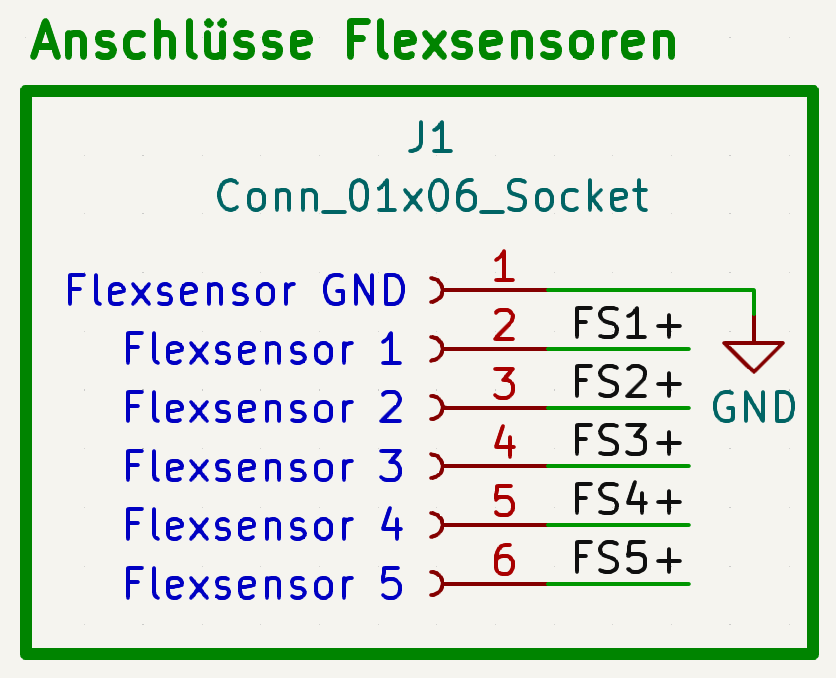 Anschlüsse Flexsensoren
J1
Conn_01x06_Socket
Flexsensor GND 1
Flexsensor 1 2 FS1+
Flexsensor 2 3 FS2+
GND
Flexsensor 3 4 FS3+
Flexsensor 4 5 FS4+
Flexsensor 5 6 FS5+